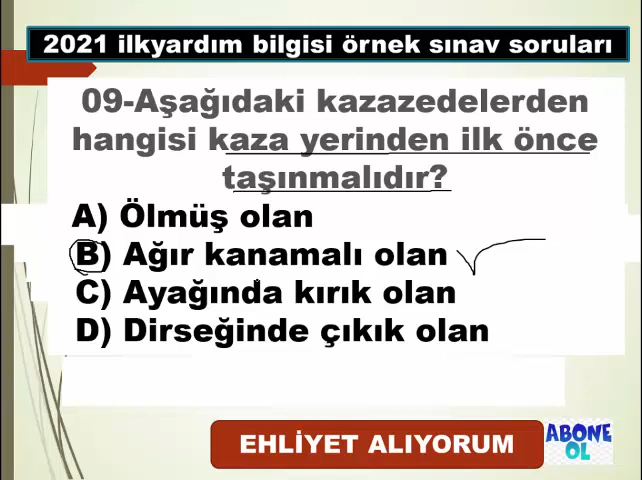 2021 ilkyardım bilgisi örnek sınav soruları
09-Aşağıdaki kazazedelerden
hangisi kaza yerinden ilk önce
taşınmalıdır?
A) Ölmüş olan
B) Ağır kanamalı olan
C) Ayağında kırık olan
D) Dirseğinde çıkık olan
EHLİYET ALIYORUM
ABONE
OL